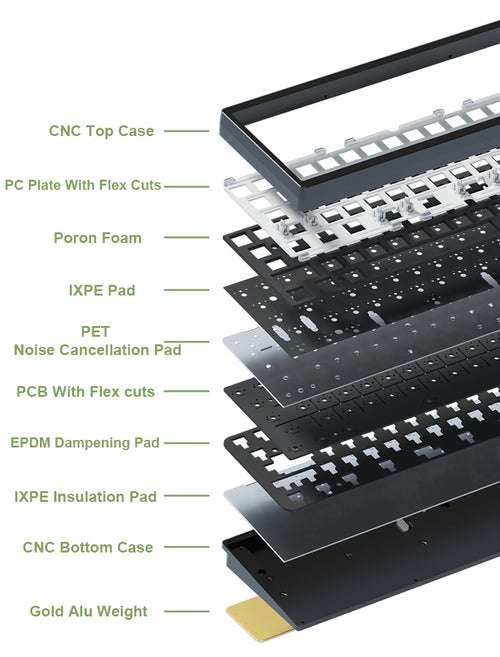 CNC Top Case
PC Plate With Flex Cuts
Poron Foam
IXPE Pad
PET
Noise Cancellation Pad
PCB With Flex cuts
EPDM Dampening Pad
IXPE Insulation Pad
CNC Bottom Case
Gold Alu Weight